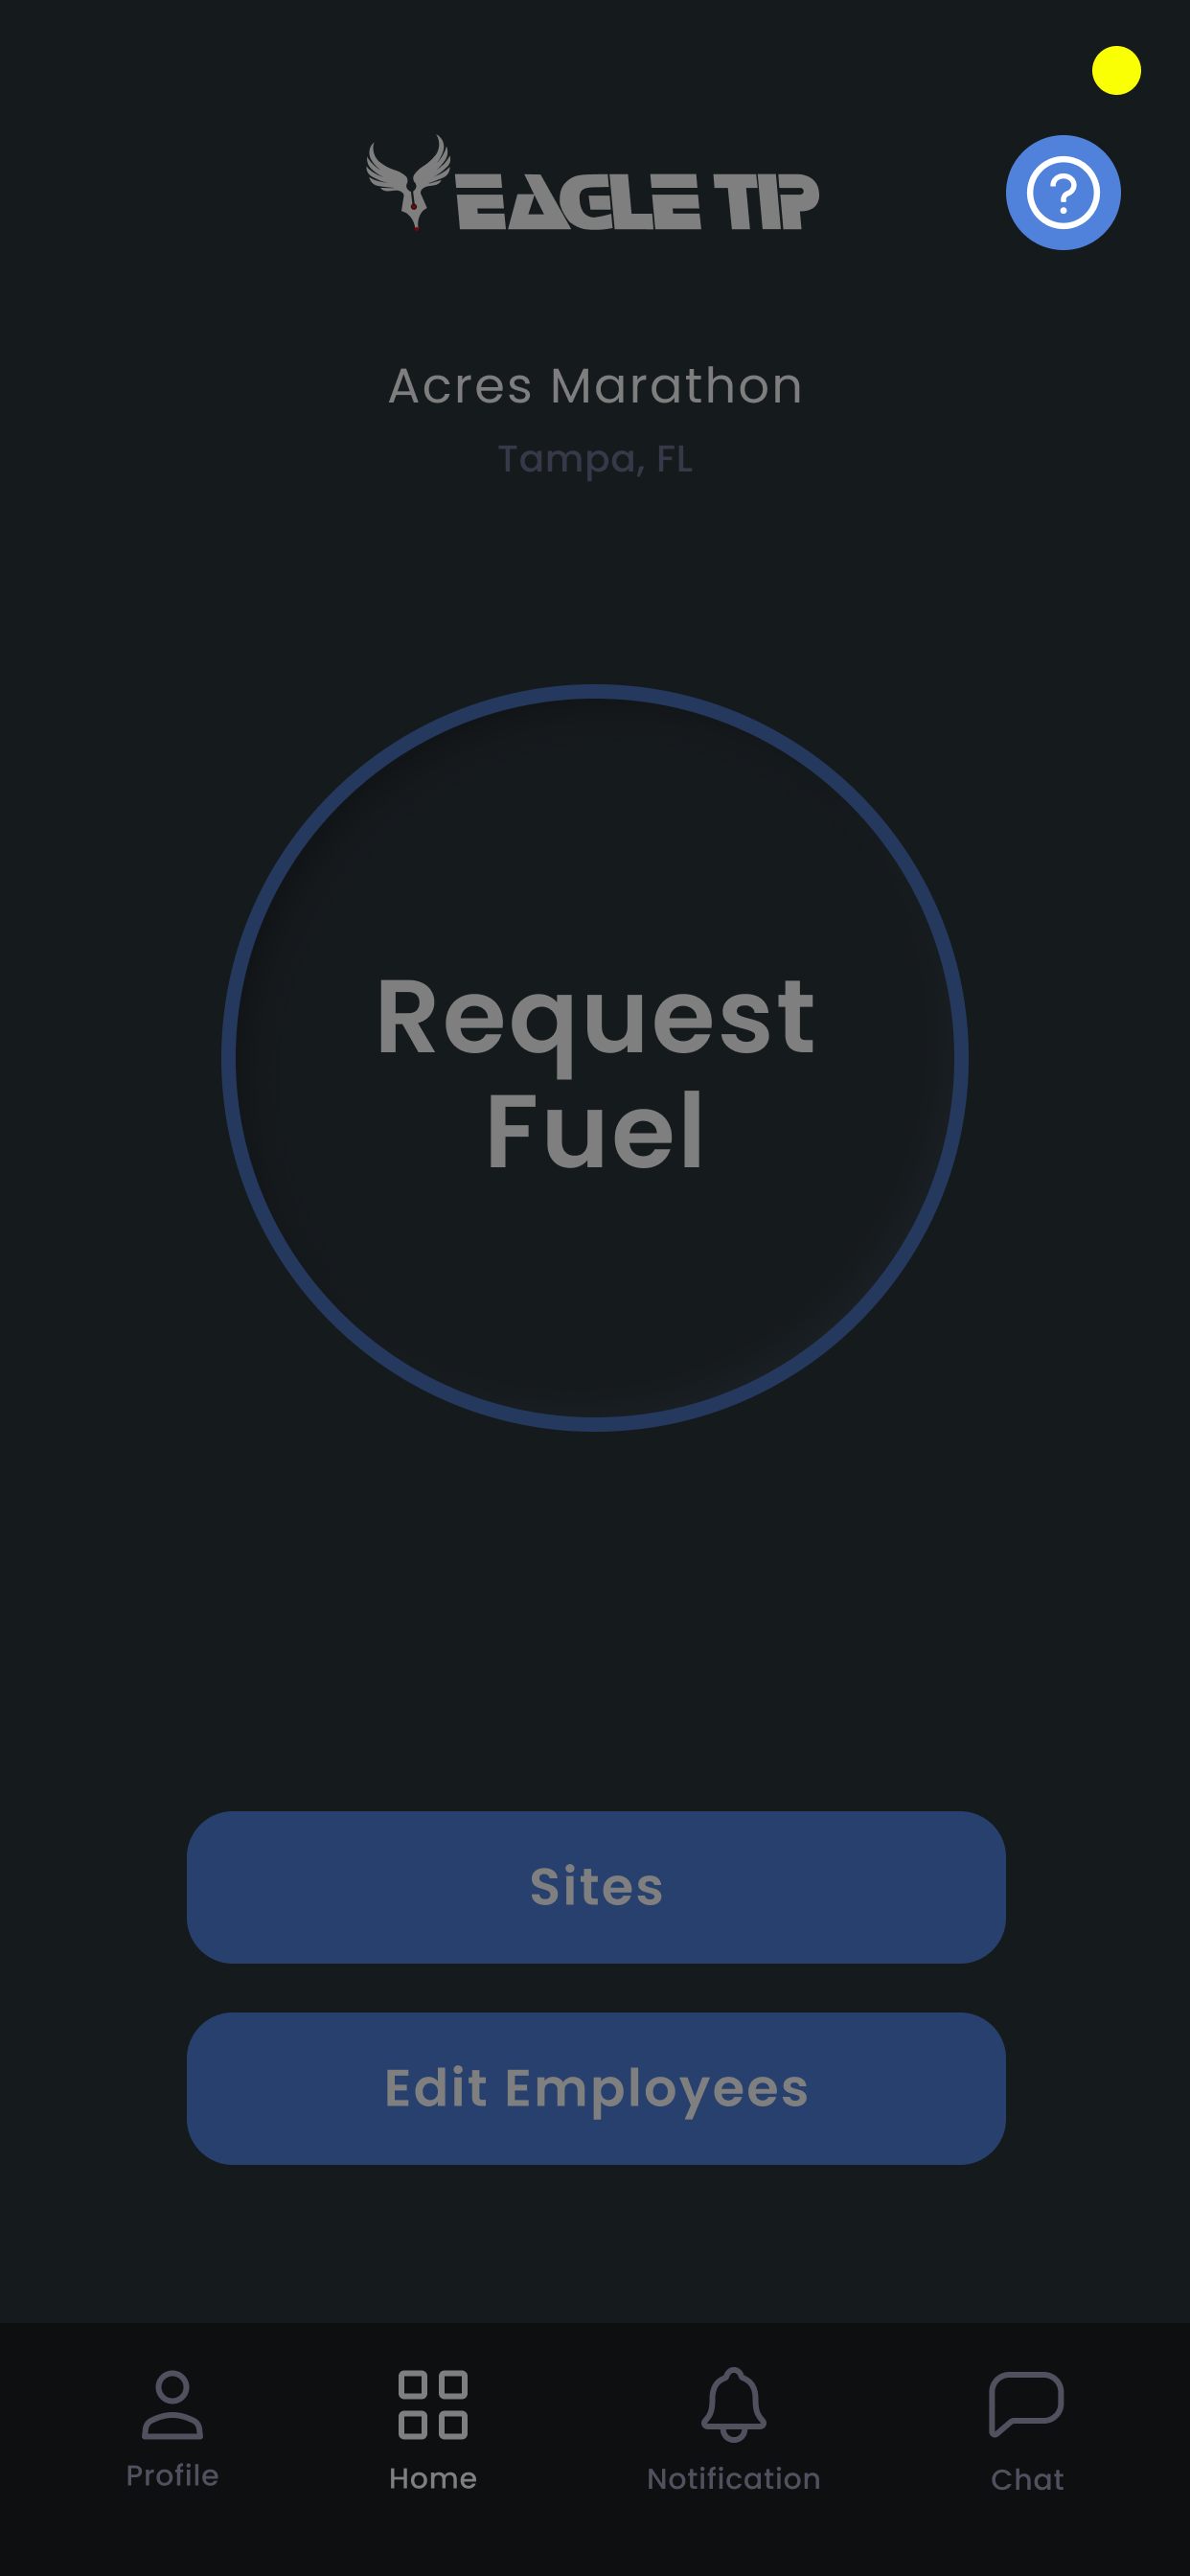 EAGLE TIP
?
Acres Marathon
Tampa, FL
Request
Fuel
Sites
Edit Employees
Profile
Home
Notification
Chat